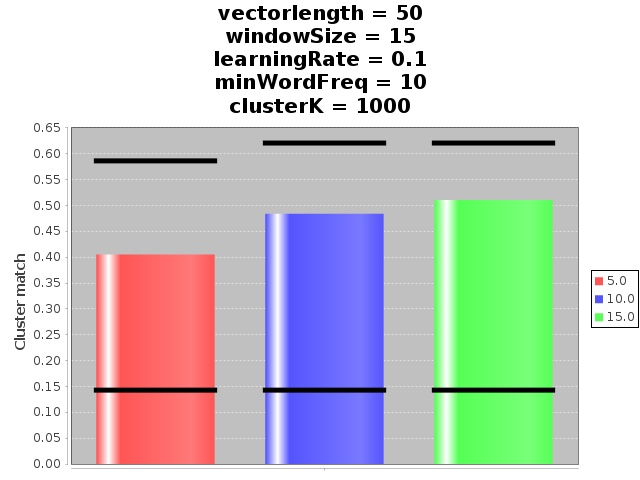 vectorlength = 50
windowSize = 15
learningRate = 0.1
minWordFreq = 10
clusterK = 1000
0.65
0.60
0.55
0.50
0.45
0.40
0.35
0.30
0.25
0.20
0.15
0.10
0.05
0.00
Cluster match
5.0
10.0
15.0